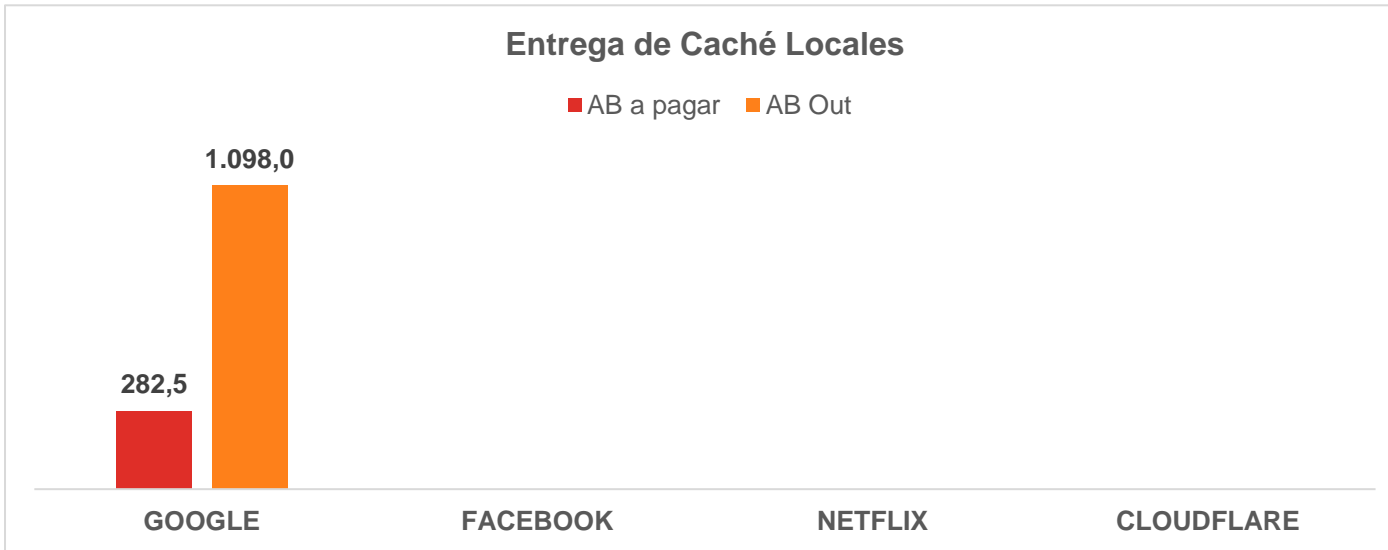 Entrega de Caché Locales
AB a pagar AB Out
1.098,0
282,5
GOOGLE FACEBOOK NETFLIX CLOUDFLARE